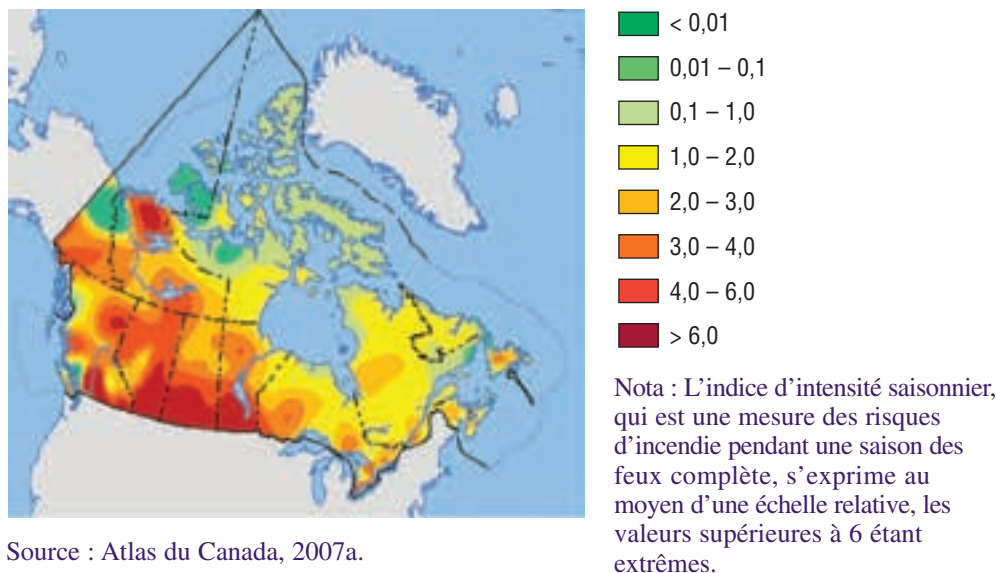 < 0,01
0,01 – 0,1
0,1 – 1,0
1,0 – 2,0
2,0 – 3,0
3,0 – 4,0
4,0 – 6,0
> 6,0
Nota : L’indice d’intensité saisonnier,
qui est une mesure des risques
d’incendie pendant une saison des
feux complète, s’exprime au
moyen d’une échelle relative, les
valeurs supérieures à 6 étant
extrêmes.
Source : Atlas du Canada, 2007a.